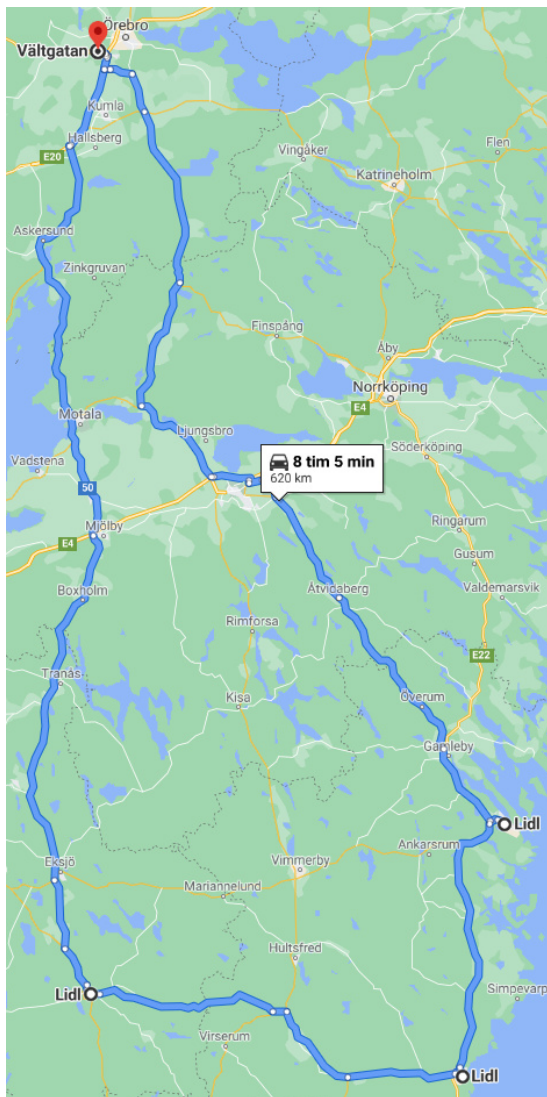 Örebro
Vältgatan
Kumla
Hallsberg
E20
Vingåker
Flen
Katrineholm
Askersund
Zinkgruvan
Finspång
Åby
Norrköping
E4
Motala
Ljungsbro
Söderköping
Vadstena
8 tim 5 min
620 km
50
Ringarum
Mjölby
E4
Gusum
Boxholm
Åtvidaberg
Valdemarsvik
Rimforsa
E22
Tranås
Kisa
Överum
Gamleby
Lidl
Ankarsrum
Eksjö
Vimmerby
Mariannelund
Hultsfred
Lidl
Simpevarp
Virserum
Lidl